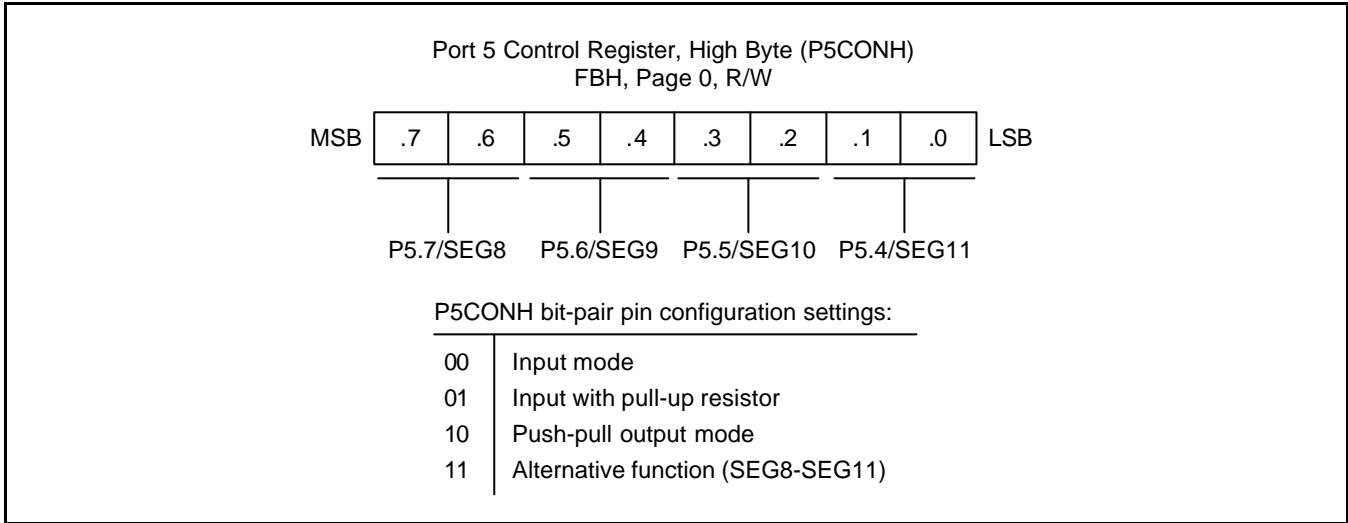 Port 5 Control Register, High Byte (P5CONH)
FBH, Page 0, R/W
MSB .7 .6 .5 .4 .3 .2 .1 .0 LSB
P5.7/SEG8 P5.6/SEG9 P5.5/SEG10 P5.4/SEG11
P5CONH bit-pair pin configuration settings:
00 Input mode
01 Input with pull-up resistor
10 Push-pull output mode
11 Alternative function (SEG8-SEG11)